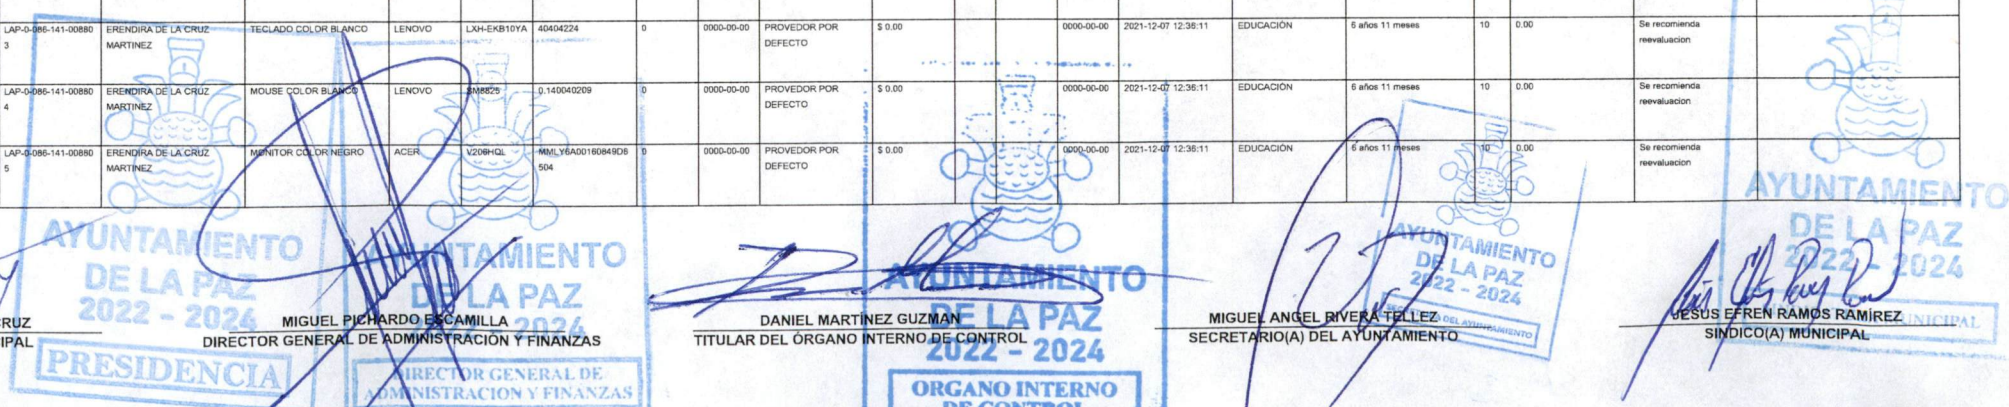 LAP-0-086-141-00880 ERENDIRA DE LA CRUZ TECLADO COLOR BLANCO LENOVO LXH-EKB10YA 40404224 0 0000-00-00 PROVEDOR POR $ 0.00 0000-00-00 2021-12-07 12:36:11 EDUCACIÓN 6 años 11 meses 10 0.00 Se recomienda
3 MARTINEZ DEFECTO reevaluacion
LAP-0-086-141-00880 ERENDIRA DE LA CRUZ MOUSE COLOR BLANCO LENOVO SM8825 0.140040209 0 0000-00-00 PROVEDOR POR $ 0.00 0000-00-00 2021-12-07 12:36:11 EDUCACIÓN 6 años 11 meses 10 0.00 Se recomienda
4 MARTINEZ DEFECTO reevaluacion
LAP-0-086-141-00880 ERENDIRA DE LA CRUZ MONITOR COLOR NEGRO ACER V206HQL MMLY6A00160849D8 0 0000-00-00 PROVEDOR POR $ 0.00 0000-00-00 2021-12-07 12:36:11 EDUCACIÓN 6 años 11 meses 10 0.00 Se recomienda
5 MARTINEZ 504 DEFECTO reevaluacion
AYUNTAMIENTO
DE LA PAZ
2022 - 2024
PRESIDENCIA
AYUNTAMIENTO
DE LA PAZ
2024
DIRECTOR GENERAL DE
ADMINISTRACION Y FINANZAS
AYUNTAMIENTO
DE LA PAZ
2022 - 2024
ORGANO INTERNO
DE CONTROL
AYUNTAMIENTO
DE LA PAZ
2022 - 2024
DEL AYUNTAMIENTO
AYUNTAMIENTO
DE LA PAZ
2022 - 2024
MUNICIPAL
CRUZ
IPAL
MIGUEL PICHARDO ESCAMILLA
DIRECTOR GENERAL DE ADMINISTRACIÓN Y FINANZAS
DANIEL MARTÍNEZ GUZMAN
TITULAR DEL ÓRGANO INTERNO DE CONTROL
MIGUEL ANGEL RIVERA TELLEZ
SECRETARIO(A) DEL AYUNTAMIENTO
JESUS EFREN RAMOS RAMÍREZ
SINDICO(A) MUNICIPAL